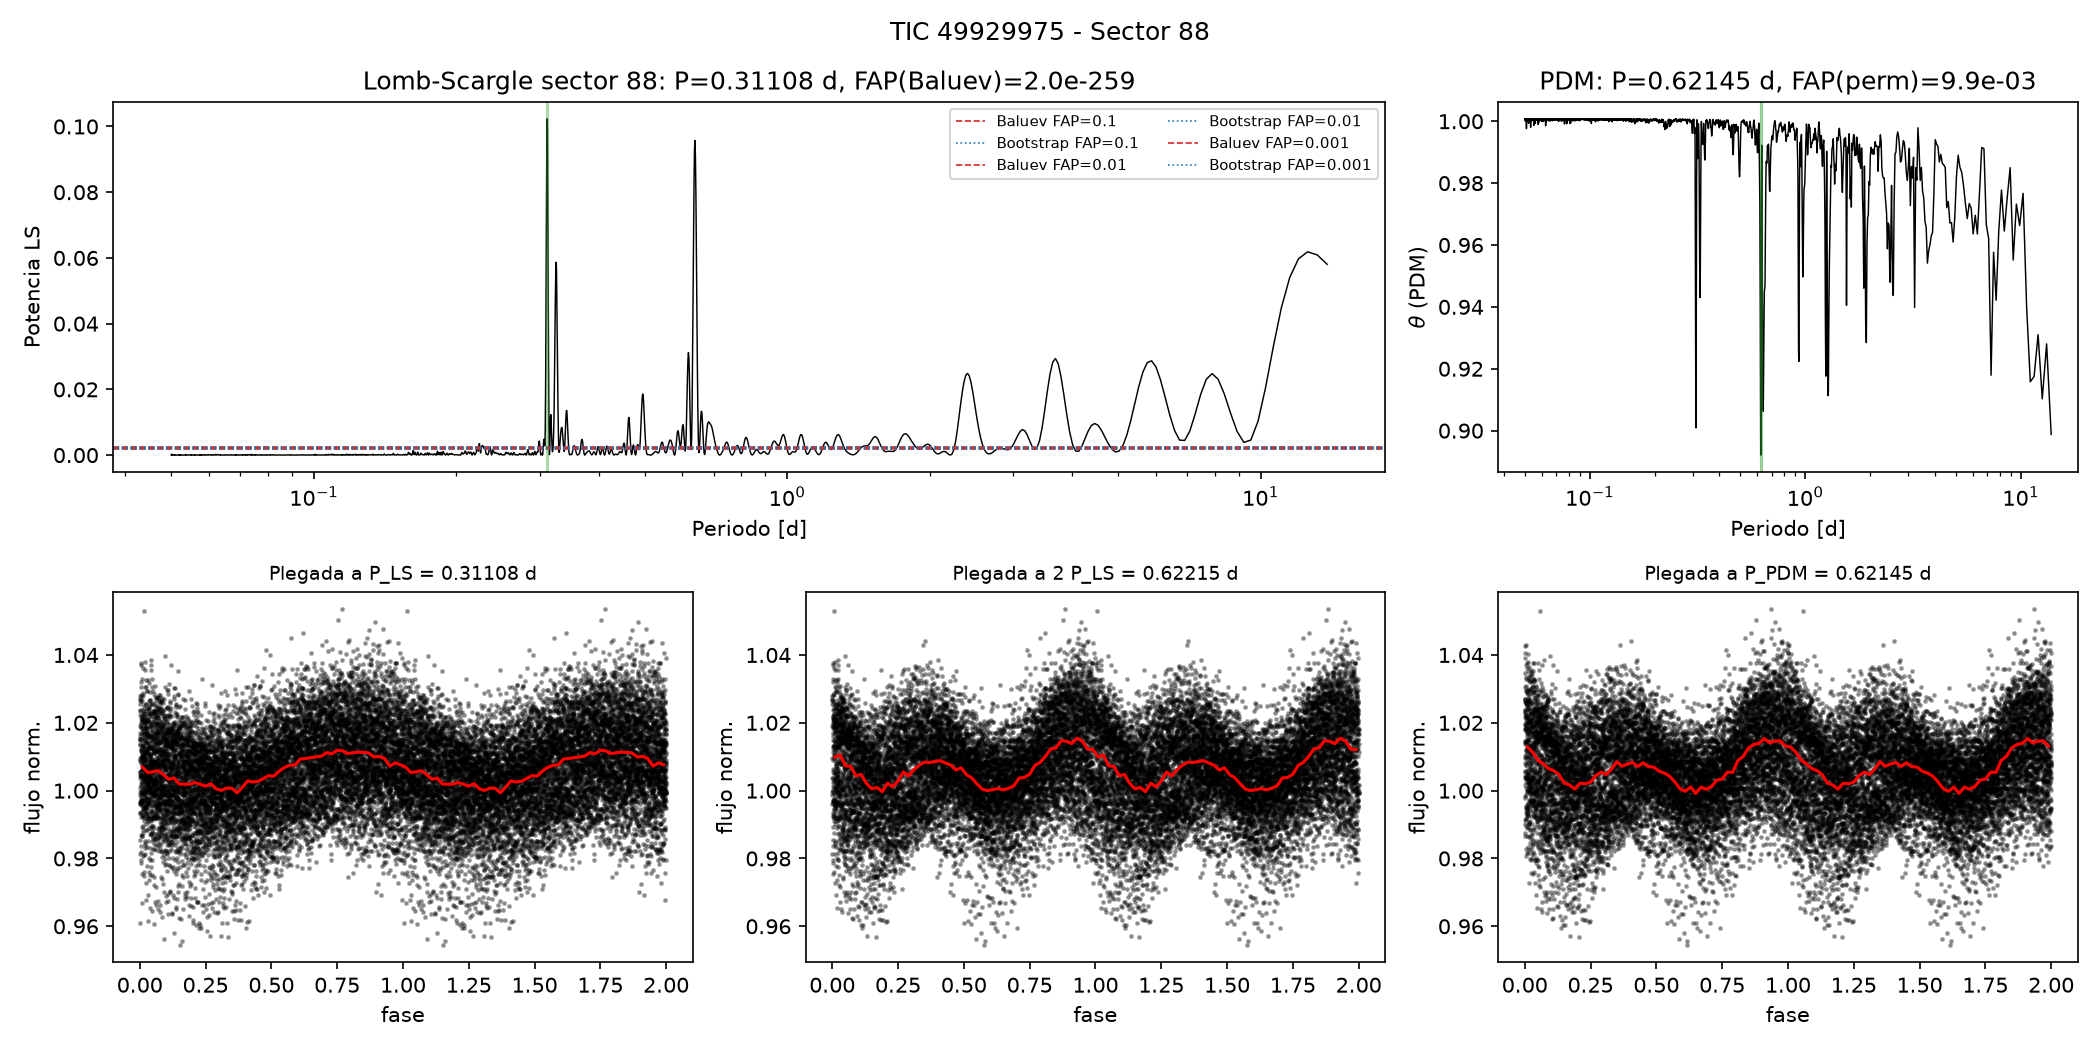 TIC 49929975 - Sector 88
Lomb-Scargle sector 88: P=0.31108 d, FAP(Baluev)=2.0e-259
Potencia LS
0.10
0.08
0.06
0.04
0.02
0.00
Baluev FAP=0.1
Bootstrap FAP=0.1
Baluev FAP=0.01
Bootstrap FAP=0.01
Baluev FAP=0.001
Bootstrap FAP=0.001
10⁻¹ 10⁰ 10¹
Periodo [d]
PDM: P=0.62145 d, FAP(perm)=9.9e-03
θ (PDM)
1.00
0.98
0.96
0.94
0.92
0.90
10⁻¹ 10⁰ 10¹
Periodo [d]
Plegada a P_LS = 0.31108 d
flujo norm.
1.04
1.02
1.00
0.98
0.96
0.00 0.25 0.50 0.75 1.00 1.25 1.50 1.75 2.00
fase
Plegada a 2 P_LS = 0.62215 d
flujo norm.
1.04
1.02
1.00
0.98
0.96
0.00 0.25 0.50 0.75 1.00 1.25 1.50 1.75 2.00
fase
Plegada a P_PDM = 0.62145 d
flujo norm.
1.04
1.02
1.00
0.98
0.96
0.00 0.25 0.50 0.75 1.00 1.25 1.50 1.75 2.00
fase